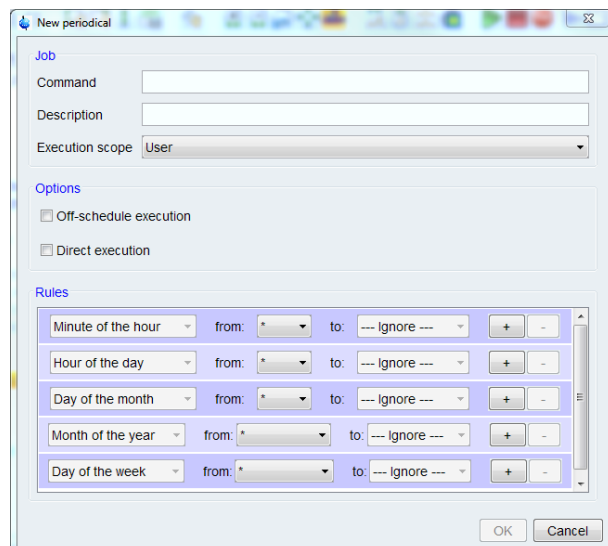 New periodical
Job
Command
Description
Execution scope User
Options
Off-schedule execution
Direct execution
Rules
Minute of the hour from: * to: --- Ignore --- + -
Hour of the day from: * to: --- Ignore --- + -
Day of the month from: * to: --- Ignore --- + -
Month of the year from: * to: --- Ignore --- + -
Day of the week from: * to: --- Ignore --- + -
OK Cancel